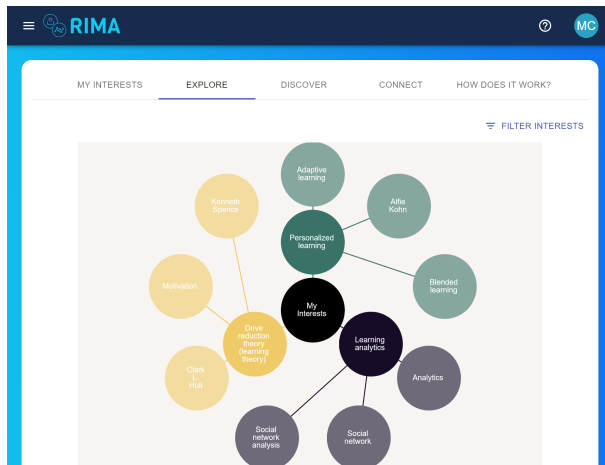 RIMA
MC
MY INTERESTS
EXPLORE
DISCOVER
CONNECT
HOW DOES IT WORK?
FILTER INTERESTS
Adaptive
learning
Kenneth
Spence
Alfie
Kohn
Personalized
learning
Motivation
Blended
learning
My
Interests
Drive
reduction
theory
(learning
theory)
Learning
analytics
Clark
L.
Hull
Analytics
Social
network
analysis
Social
network